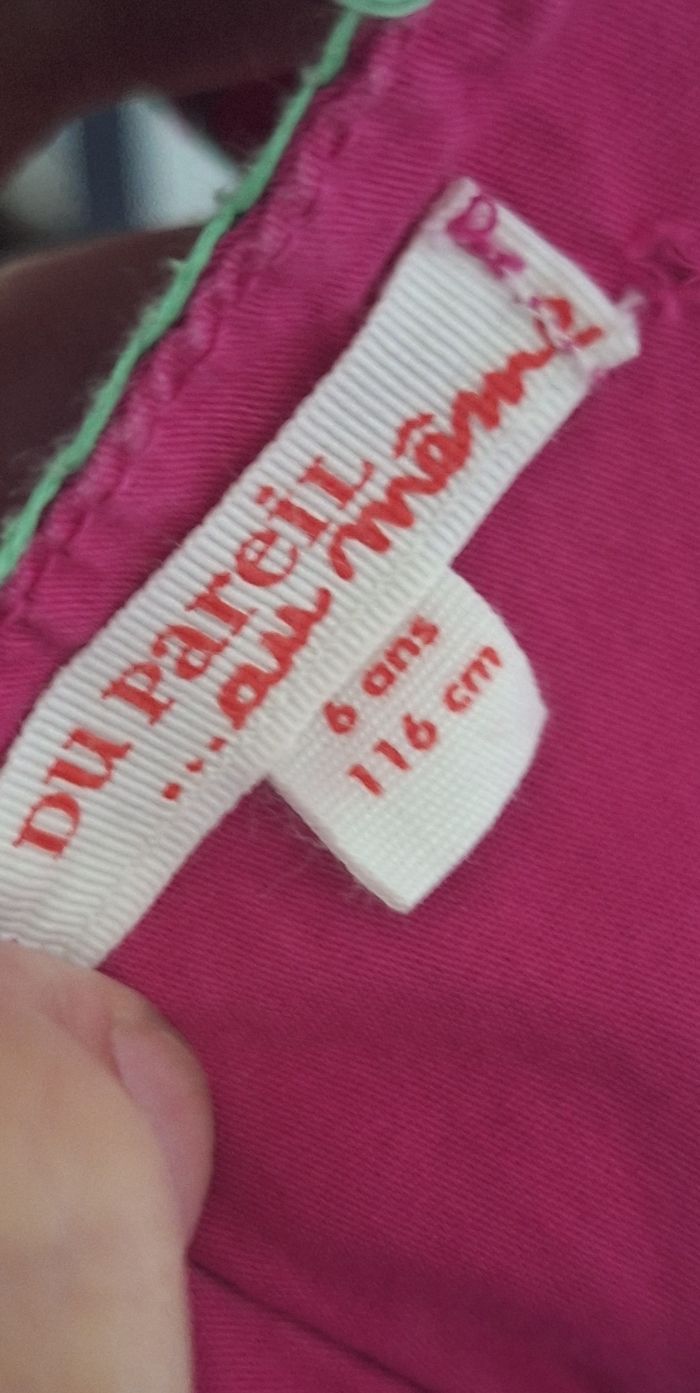 DU PareiL
...au même
6 ans
116 cm